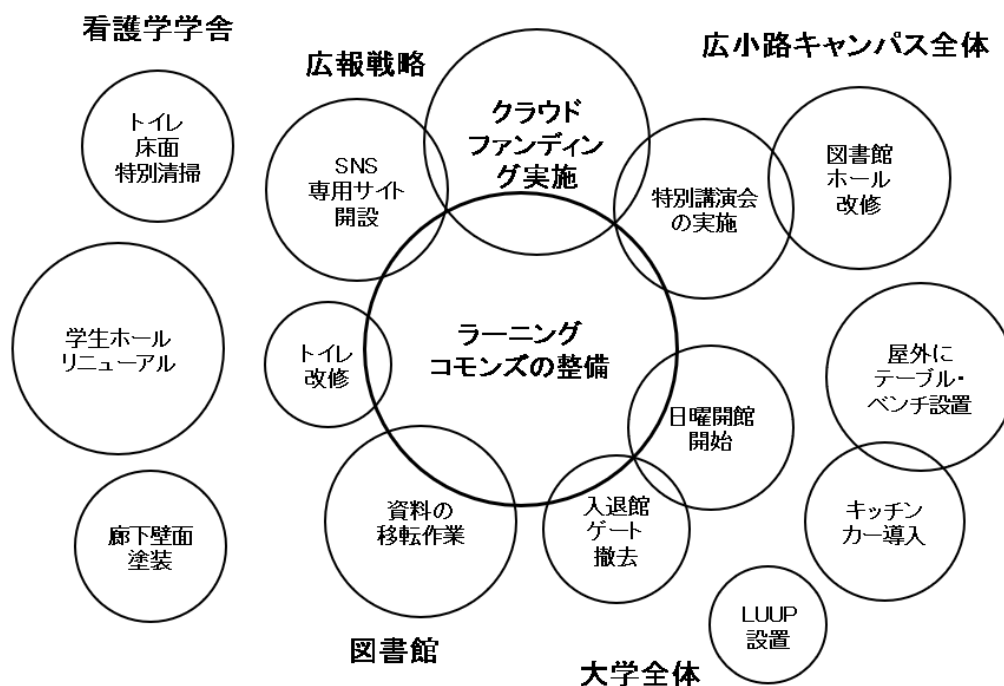 看護学学舎
広報戦略
広小路キャンパス全体
トイレ
床面
特別清掃
SNS
専用サイト
開設
クラウド
ファンディン
グ実施
特別講演会
の実施
図書館
ホール
改修
学生ホール
リニューアル
トイレ
改修
ラーニング
コモンズの整備
日曜開館
開始
屋外に
テーブル・
ベンチ設置
廊下壁面
塗装
資料の
移転作業
入退館
ゲート
撤去
キッチン
カー導入
LUUP
設置
図書館
大学全体